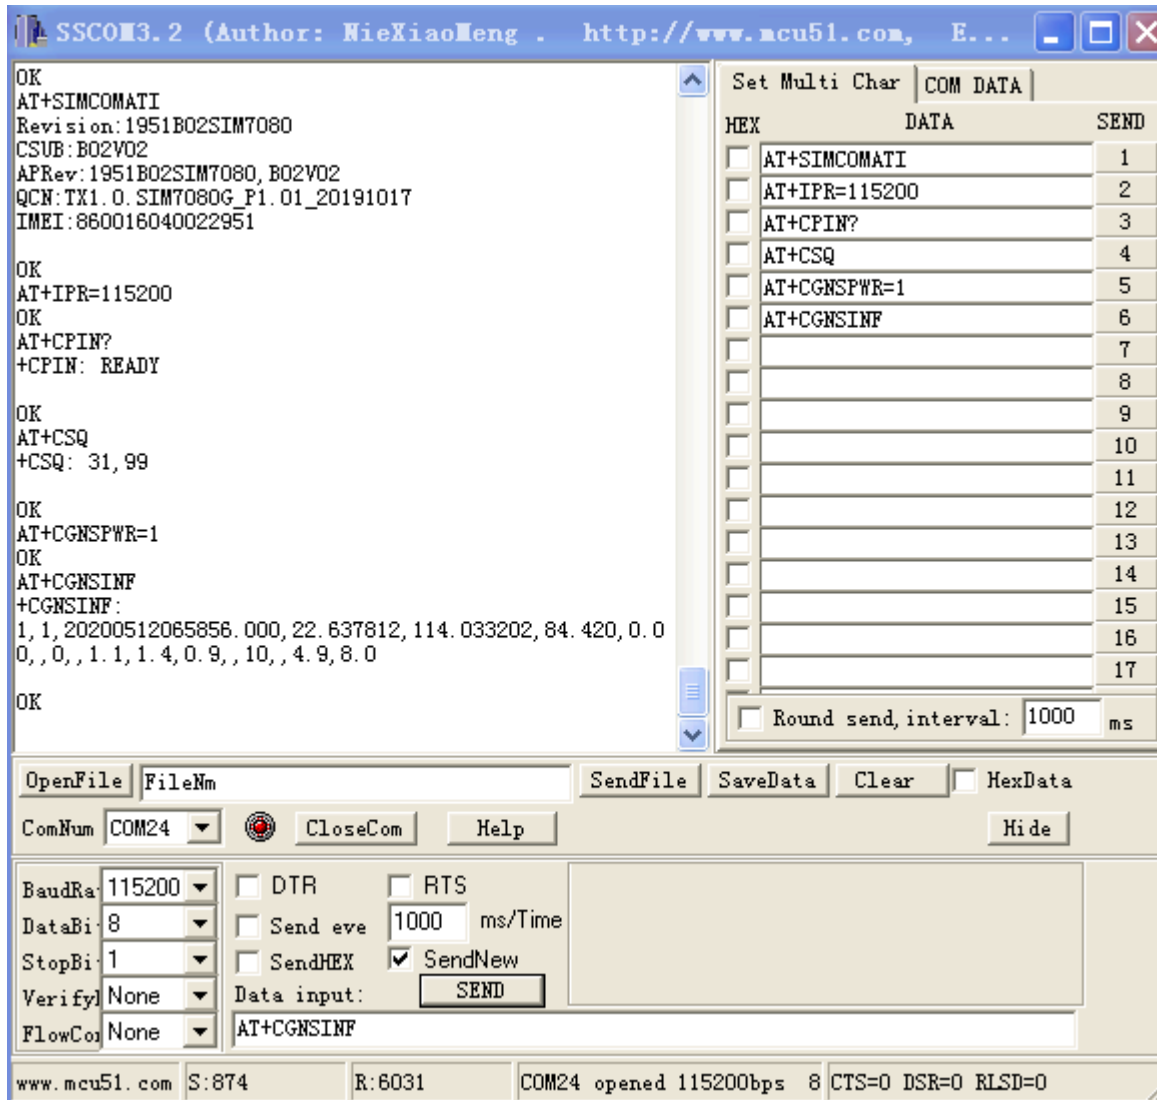 SSCOM3.2 (Author: NieXiaoMeng .  http://www.mcu51.com,  E...
OK
AT+SIMCOMATI
Revision:1951B02SIM7080
CSUB:B02V02
APRev:1951B02SIM7080,B02V02
QCN:TX1.0.SIM7080G_P1.01_20191017
IMEI:860016040022951
OK
AT+IPR=115200
OK
AT+CPIN?
+CPIN: READY
OK
AT+CSQ
+CSQ: 31,99
OK
AT+CGNSPWR=1
OK
AT+CGNSINF
+CGNSINF:
1,1,20200512065856.000,22.637812,114.033202,84.420,0.0
0,,0,,1.1,1.4,0.9,,10,,4.9,8.0
OK
Set Multi Char COM DATA
HEX DATA SEND
AT+SIMCOMATI 1
AT+IPR=115200 2
AT+CPIN? 3
AT+CSQ 4
AT+CGNSPWR=1 5
AT+CGNSINF 6
7
8
9
10
11
12
13
14
15
16
17
Round send,interval: 1000 ms
OpenFile FileNm SendFile SaveData Clear HexData
ComNum COM24 CloseCom Help Hide
BaudRa 115200 DTR RTS
DataBi 8 Send eve 1000 ms/Time
StopBi 1 SendHEX SendNew
Verify None Data input: SEND
FlowCo None AT+CGNSINF
www.mcu51.com S:874 R:6031 COM24 opened 115200bps  8 CTS=0 DSR=0 RLSD=0